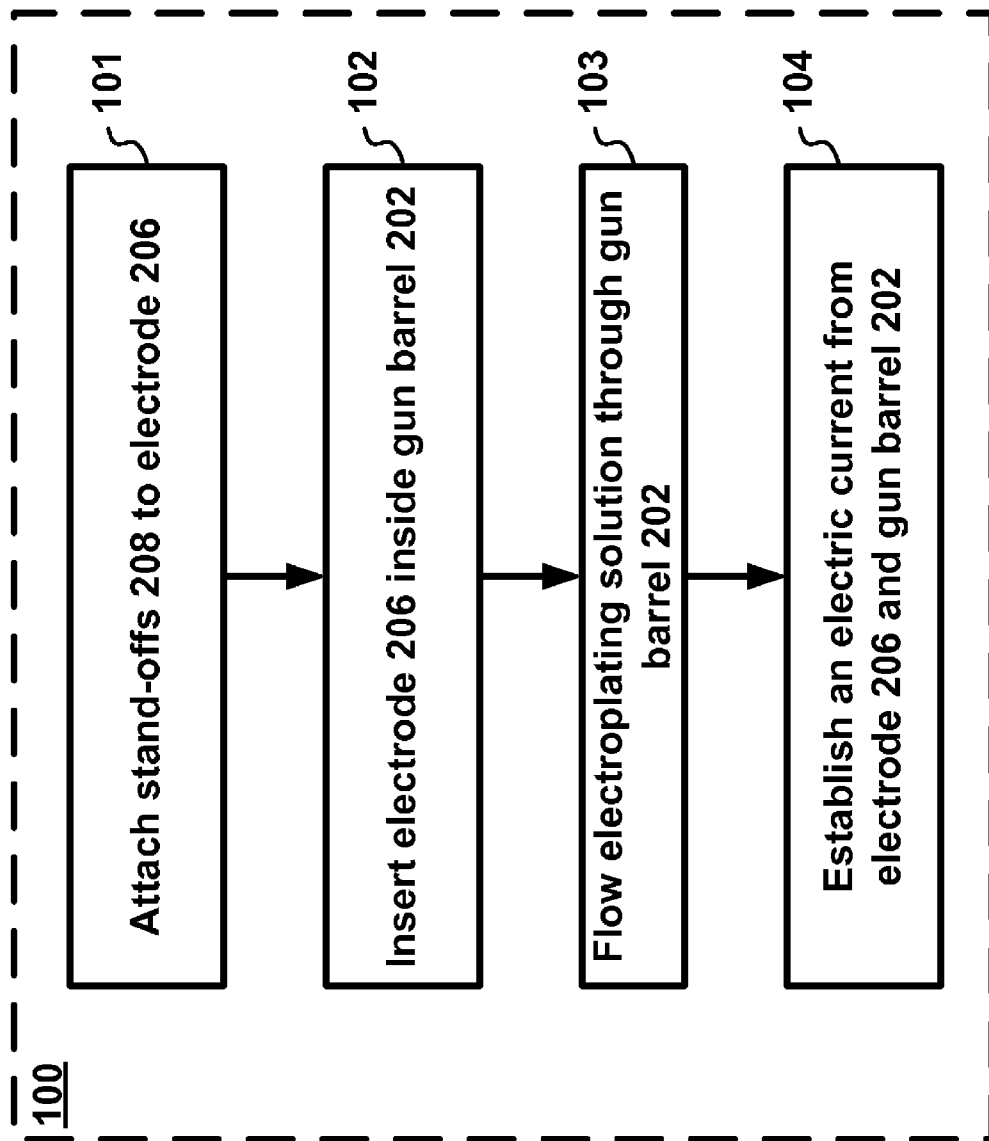 100
Attach stand-offs 208 to electrode 206
101
Insert electrode 206 inside gun barrel 202
102
Flow electroplating solution through gun
barrel 202
103
Establish an electric current from
electrode 206 and gun barrel 202
104